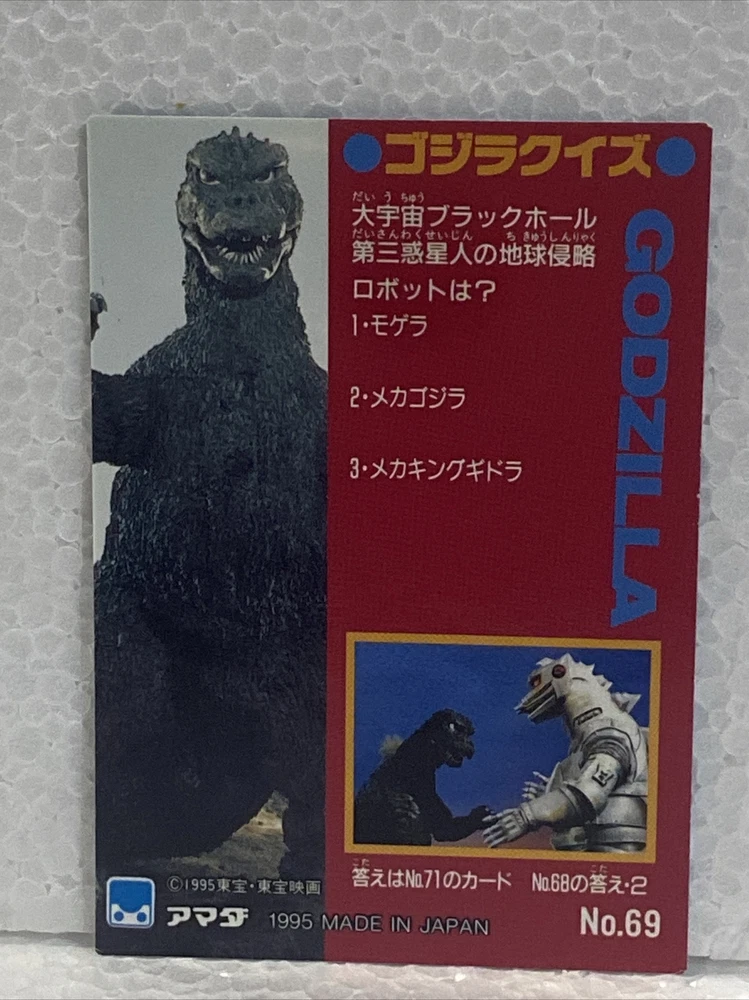 ●ゴジラクイズ●
GODZILLA
だい う ちゅう
大宇宙ブラックホール
だいさんわくせいじん ち きゅうしんりゃく
第三惑星人の地球侵略
ロボットは?
1・モゲラ
2・メカゴジラ
3・メカキングギドラ
こた こた
答えはNo.71のカード No.68の答え・2
©1995東宝・東宝映画
アマダ 1995 MADE IN JAPAN
No.69